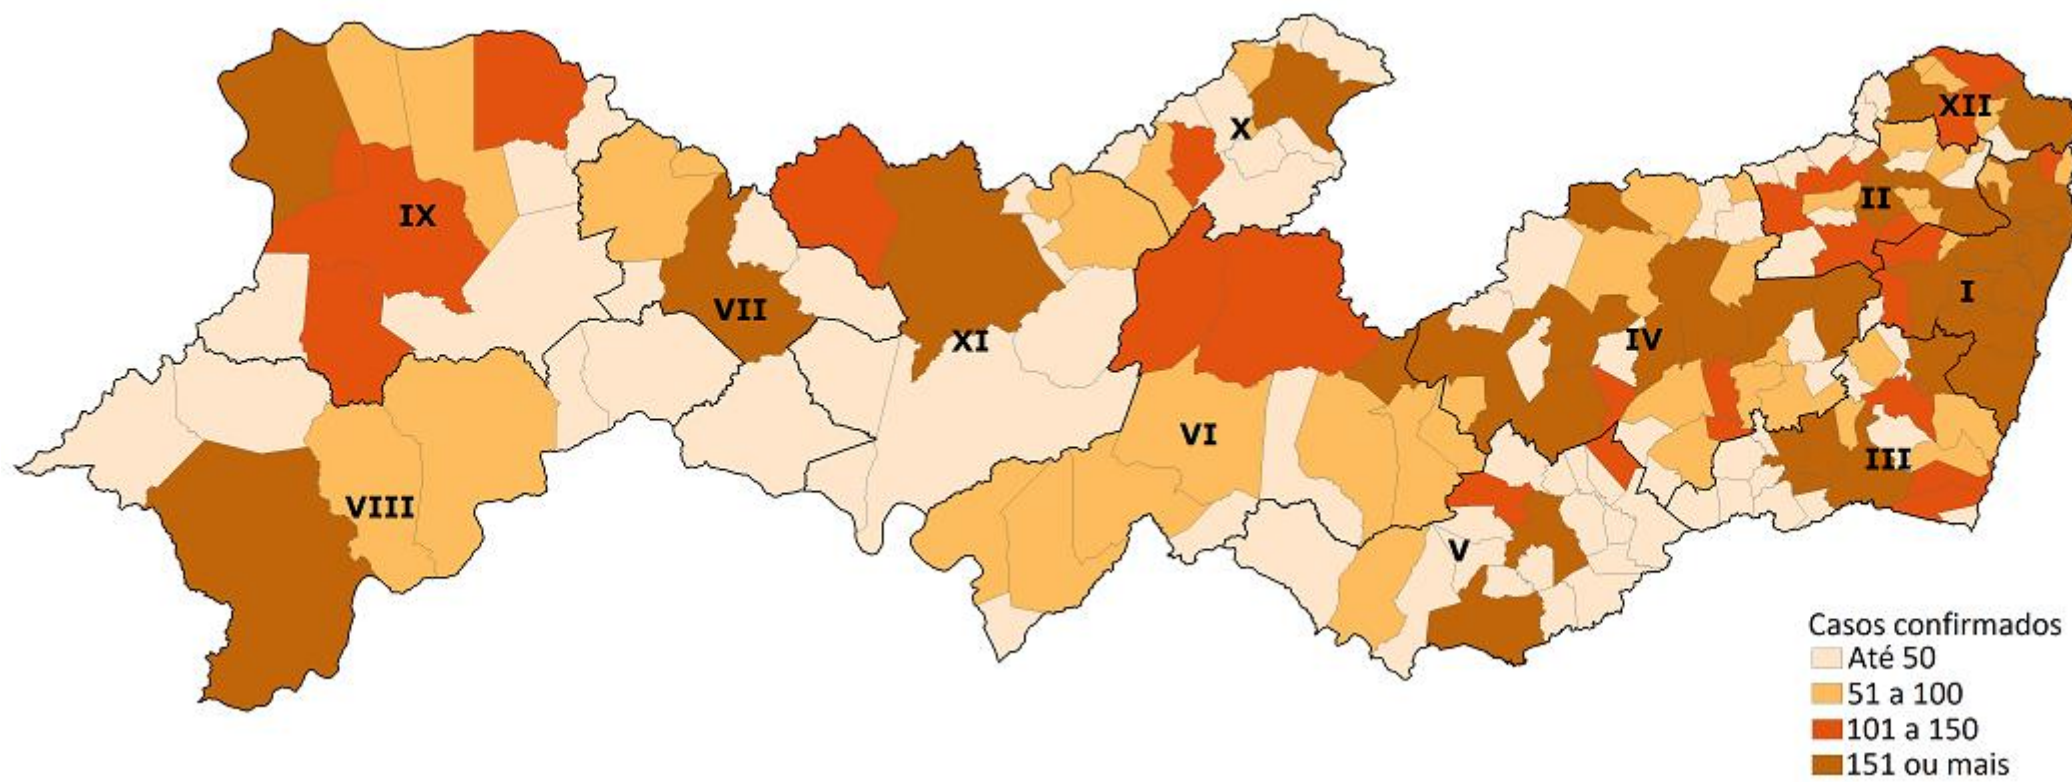 XII
X
II
IX
I
VII
XI
IV
VI
III
VIII
V
Casos confirmados
Até 50
51 a 100
101 a 150
151 ou mais